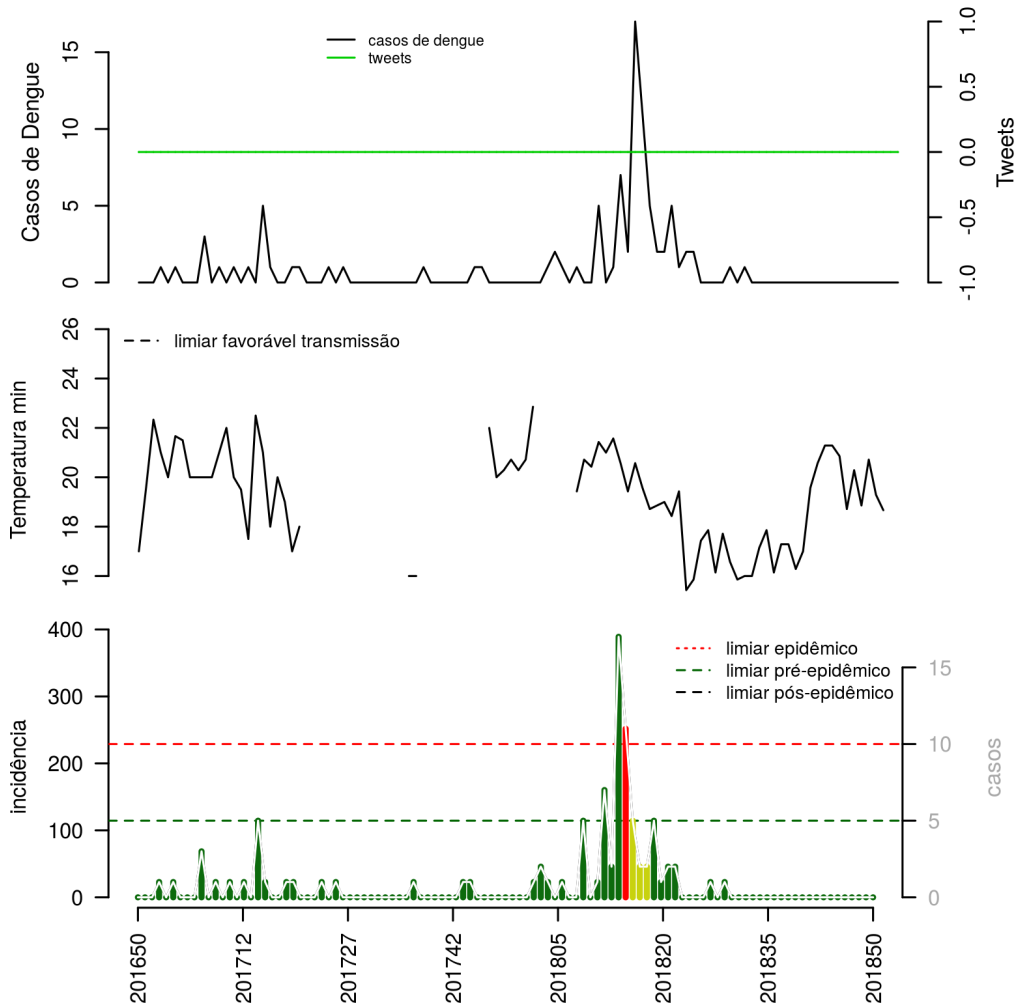 casos de dengue
tweets
Casos de Dengue
0
5
10
15
Tweets
-1.0
-0.5
0.0
0.5
1.0
limiar favorável transmissão
Temperatura min
16
18
20
22
24
26
limiar epidêmico
limiar pré-epidêmico
limiar pós-epidêmico
incidência
0
100
200
300
400
casos
0
5
10
15
201650
201712
201727
201742
201805
201820
201835
201850